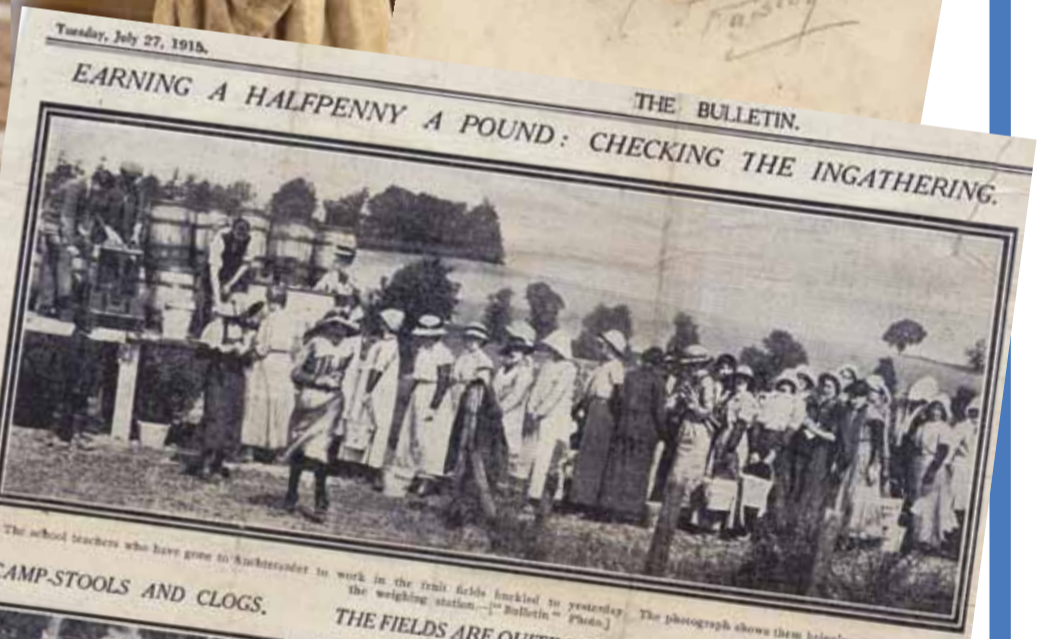 Tuesday, July 27, 1915.
THE BULLETIN.
EARNING A HALFPENNY A POUND: CHECKING THE INGATHERING.
The school teachers who have gone to Auchterarder to work in the fruit fields buckled to yesterday. The photograph shows them
the weighing station.—["Bulletin" Photo.]
CAMP-STOOLS AND CLOGS.
THE FIELDS ARE